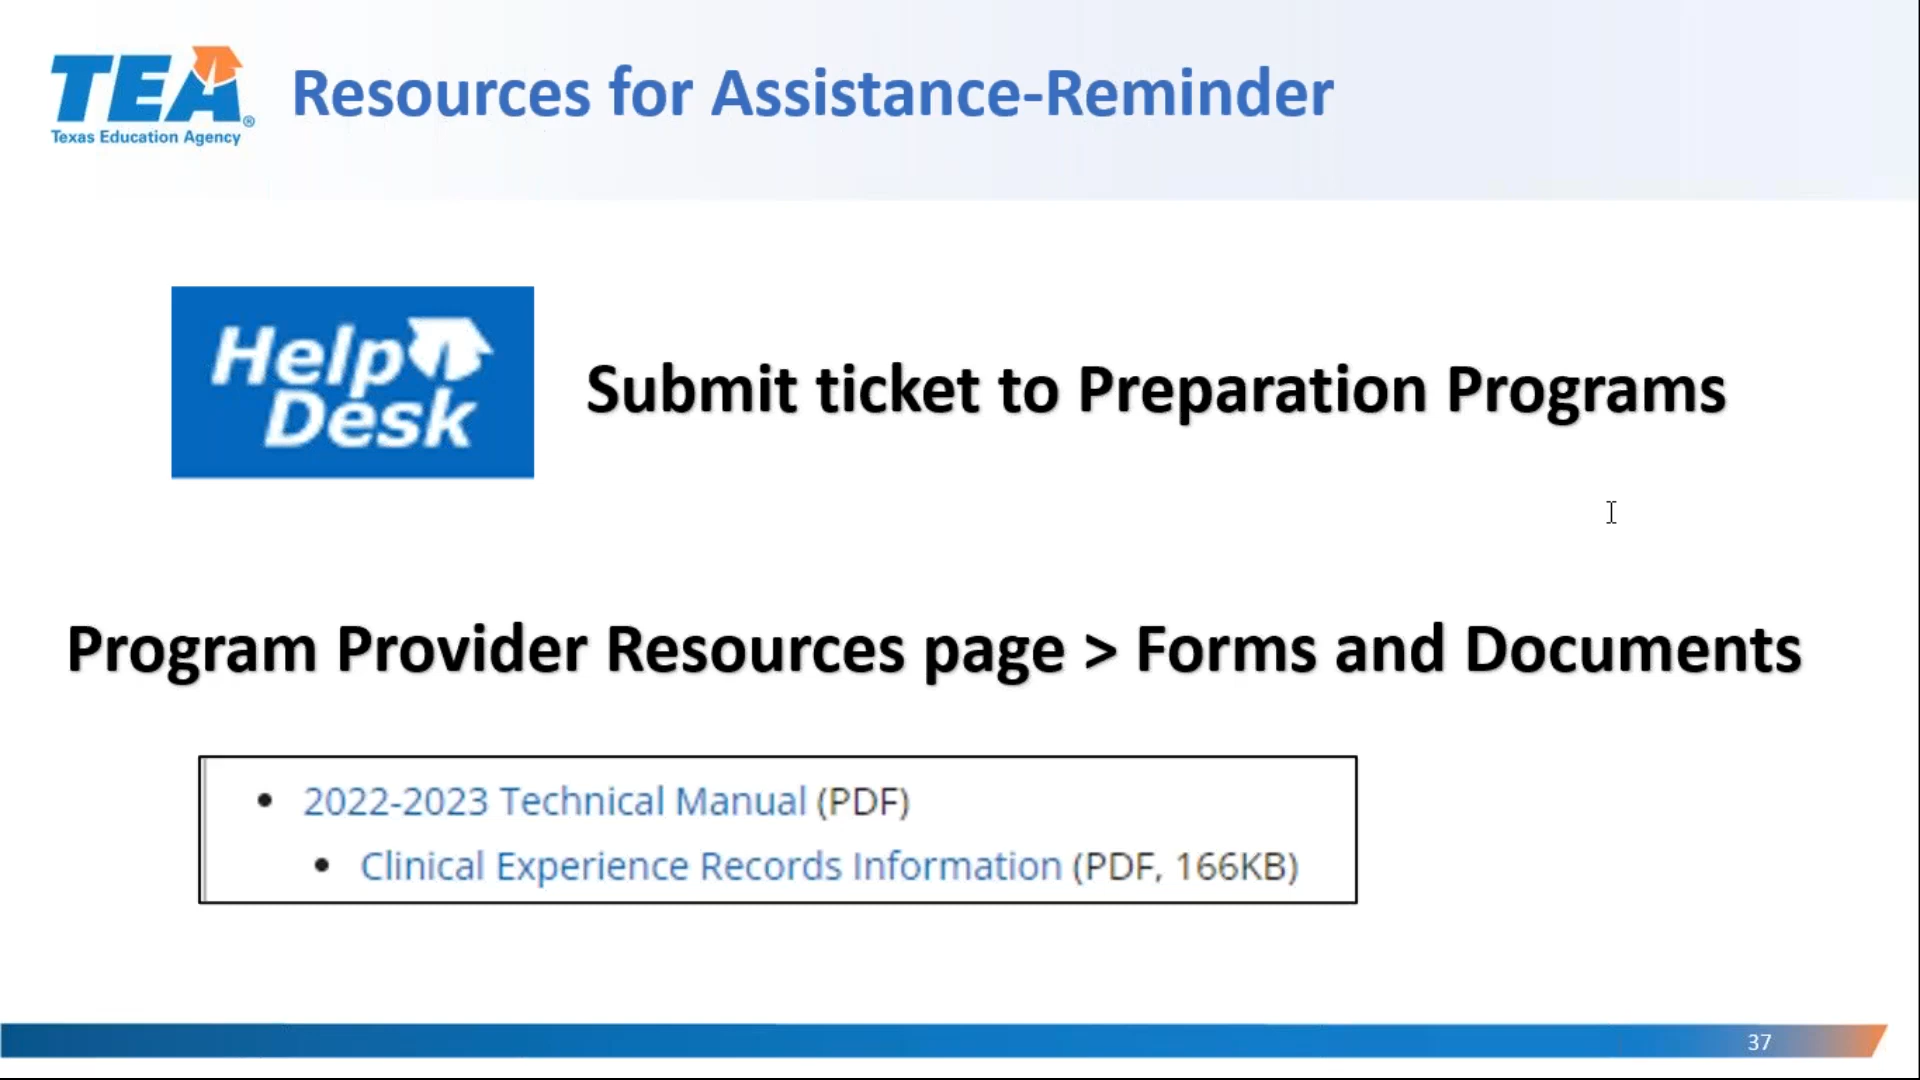 TEA®
Texas Education Agency
Resources for Assistance-Reminder
Help
Desk
Submit ticket to Preparation Programs
Program Provider Resources page > Forms and Documents
• 2022-2023 Technical Manual (PDF)
• Clinical Experience Records Information (PDF, 166KB)
37